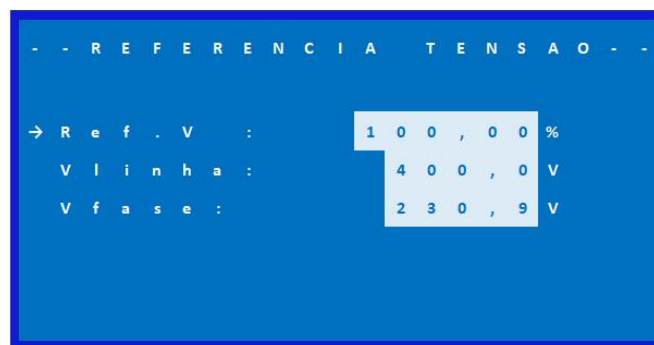 --REFERENCIA TENSAO--
→Ref.V : 100,00%
Vlinha: 400,0V
Vfase: 230,9V